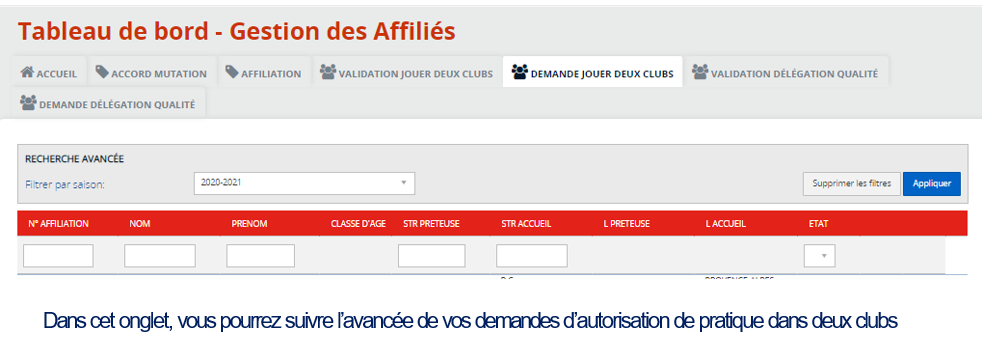 Tableau de bord - Gestion des Affiliés
ACCUEIL ACCORD MUTATION AFFILIATION VALIDATION JOUER DEUX CLUBS DEMANDE JOUER DEUX CLUBS VALIDATION DÉLÉGATION QUALITÉ
DEMANDE DÉLÉGATION QUALITÉ
RECHERCHE AVANCÉE
Filtrer par saison: 2020-2021 Supprimer les filtres Appliquer
N° AFFILIATION NOM PRENOM CLASSE D'AGE STR PRETEUSE STR ACCUEIL L PRETEUSE L ACCUEIL ETAT
Dans cet onglet, vous pourrez suivre l'avancée de vos demandes d'autorisation de pratique dans deux clubs